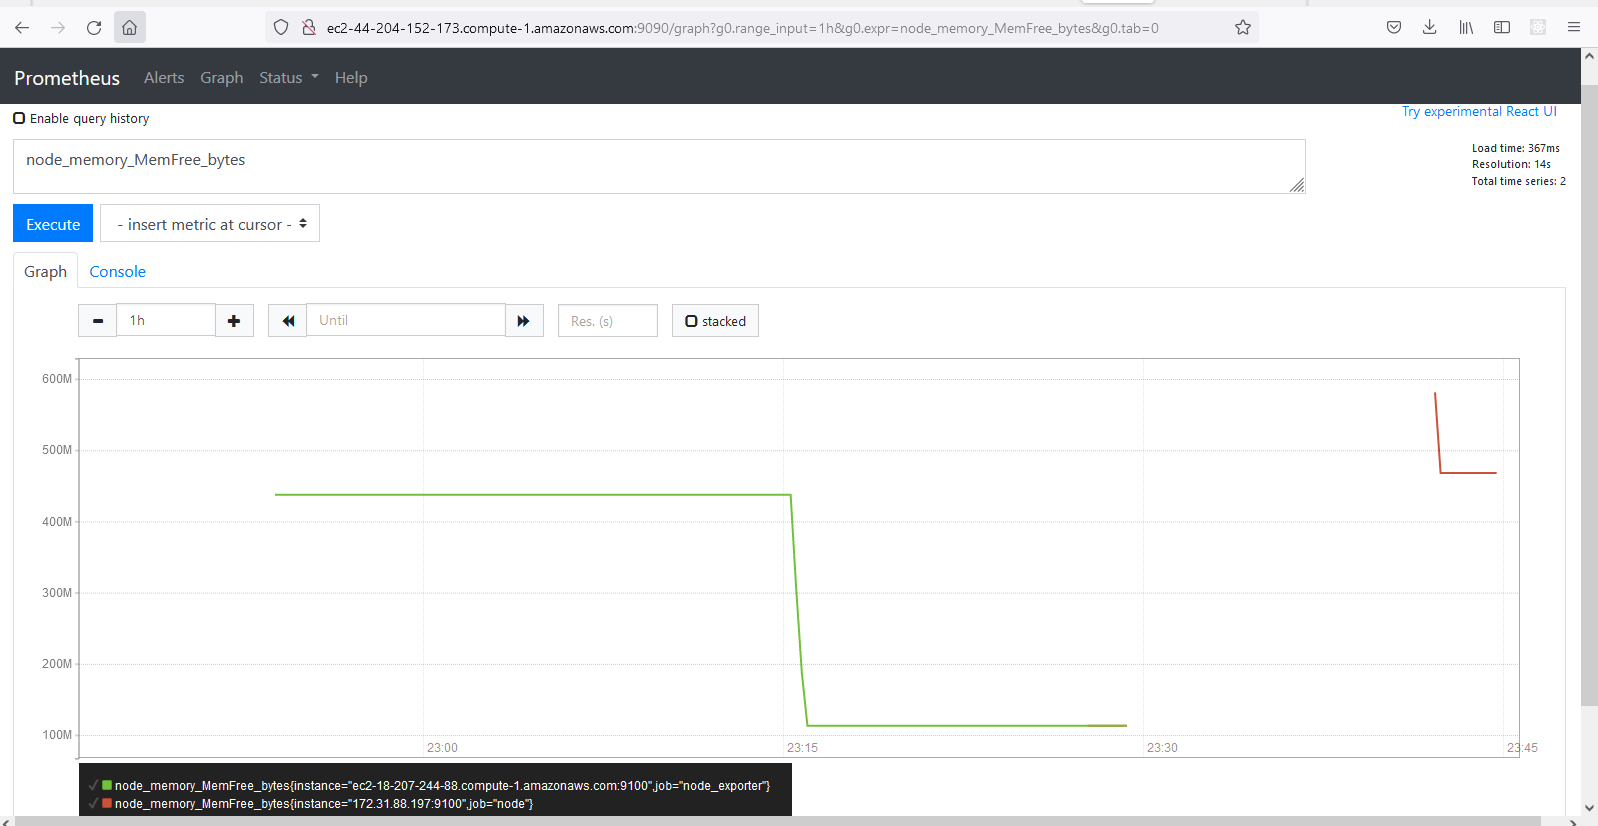 ec2-44-204-152-173.compute-1.amazonaws.com:9090/graph?g0.range_input=1h&g0.expr=node_memory_MemFree_bytes&g0.tab=0
Prometheus Alerts Graph Status Help
Enable query history
Try experimental React UI
node_memory_MemFree_bytes
Load time: 367ms
Resolution: 14s
Total time series: 2
Execute
- insert metric at cursor -
Graph Console
1h
Until
Res. (s)
stacked
600M
500M
400M
300M
200M
100M
23:00 23:15 23:30 23:45
node_memory_MemFree_bytes{instance="ec2-18-207-244-88.compute-1.amazonaws.com:9100",job="node_exporter"}
node_memory_MemFree_bytes{instance="172.31.88.197:9100",job="node"}